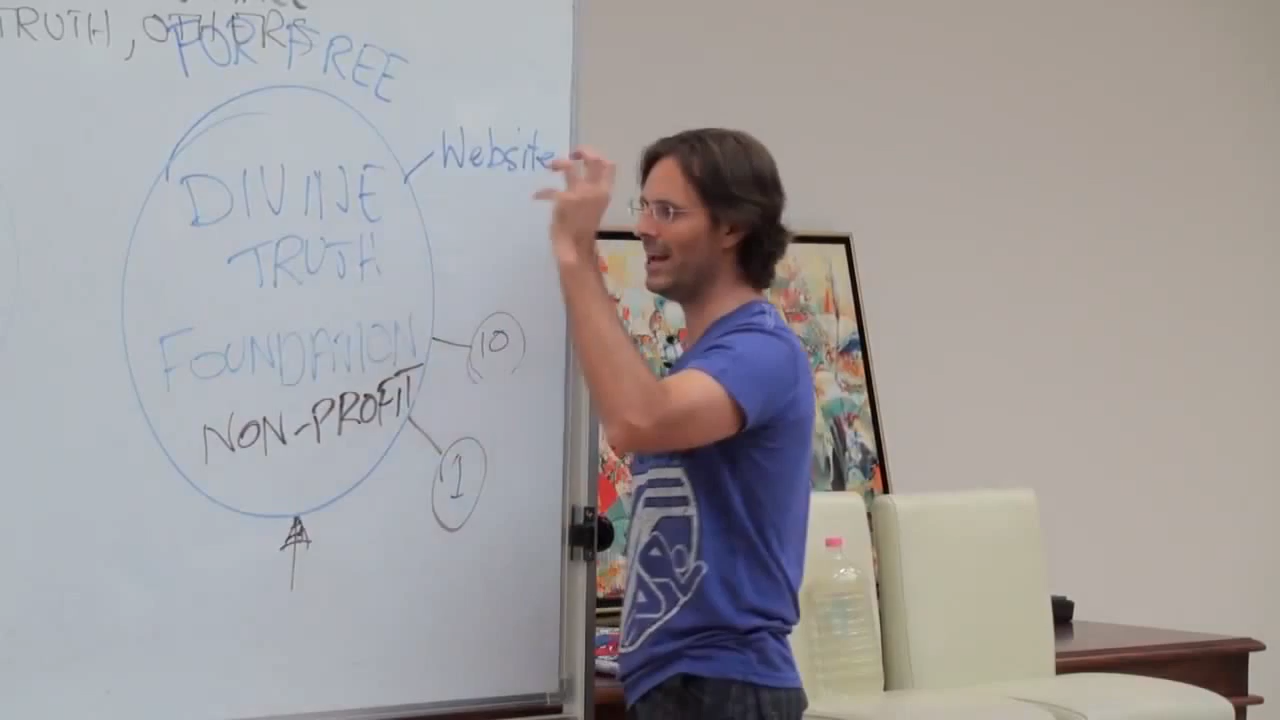 TRUTH, OTHERS
FOR FREE
Website
DIVINE
TRUTH
FOUNDATION
10
NON-PROFIT
1